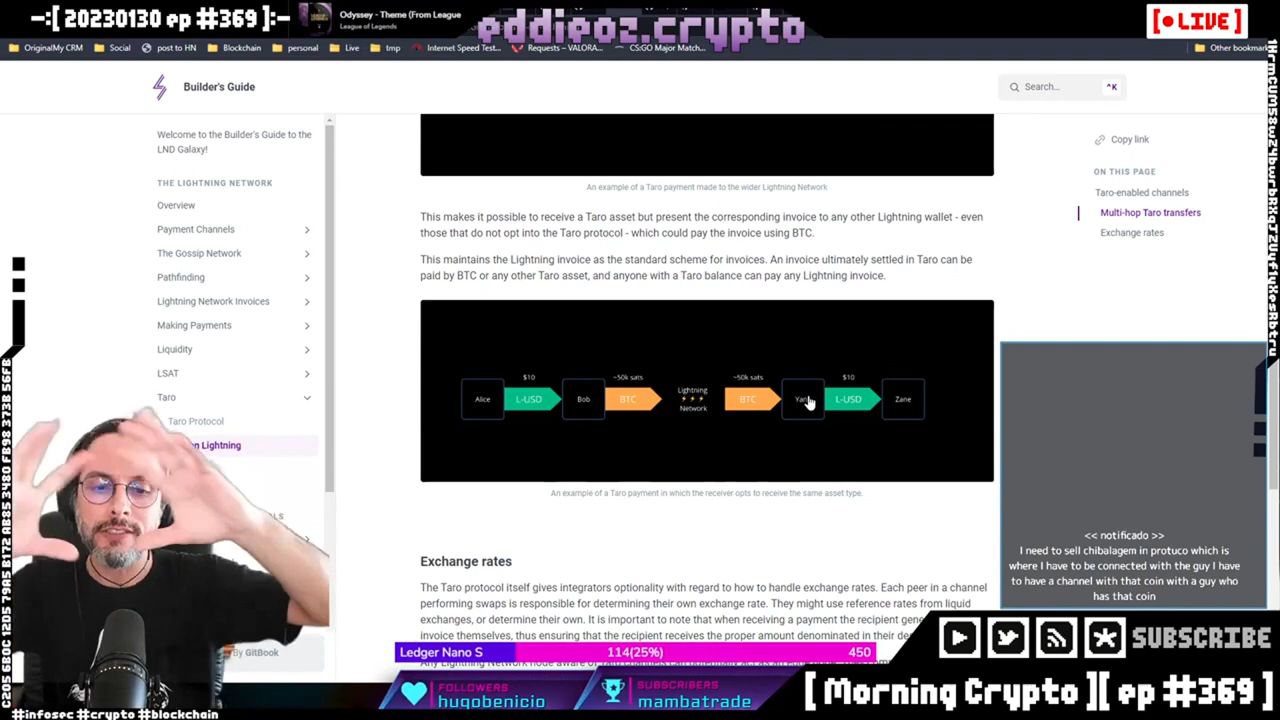 -:[ 20230130 ep #369 ]:-
Odyssey - Theme (From League
League of Legends
eddieoz.crypto
[● LIVE]
OriginalMy CRM
Social
post to HN
Blockchain
personal
Live
tmp
Internet Speed Test...
Requests – VALORA...
CS:GO Major Match...
Other bookmar
Builder's Guide
Search...
^K
Welcome to the Builder's Guide to the
LND Galaxy!
THE LIGHTNING NETWORK
Overview
Payment Channels
The Gossip Network
Pathfinding
Lightning Network Invoices
Making Payments
Liquidity
LSAT
Taro
Taro Protocol
on Lightning
By GitBook
An example of a Taro payment made to the wider Lightning Network
This makes it possible to receive a Taro asset but present the corresponding invoice to any other Lightning wallet - even
those that do not opt into the Taro protocol - which could pay the invoice using BTC.
This maintains the Lightning invoice as the standard scheme for invoices. An invoice ultimately settled in Taro can be
paid by BTC or any other Taro asset, and anyone with a Taro balance can pay any Lightning invoice.
$10
~50k sats
~50k sats
$10
Alice
L-USD
Bob
BTC
Lightning
Network
BTC
L-USD
Zane
An example of a Taro payment in which the receiver opts to receive the same asset type.
Exchange rates
The Taro protocol itself gives integrators optionality with regard to how to handle exchange rates. Each peer in a channel
performing swaps is responsible for determining their own exchange rate. They might use reference rates from liquid
exchanges, or determine their own. It is important to note that when receiving a payment the recipient
invoice themselves, thus ensuring that the recipient receives the proper amount denominated in their
Copy link
ON THIS PAGE
Taro-enabled channels
Multi-hop Taro transfers
Exchange rates
<< notificado >>
I need to sell chibalagem in protuco which is
where I have to be connected with the guy I have
to have a channel with that coin with a guy who
has that coin
Ledger Nano S
114(25%)
450
FOLLOWERS
hugobenicio
SUBSCRIBERS
mambatrade
SUBSCRIBE
[ Morning Crypto ][ ep #369 ]
#infosec #crypto #blockchain